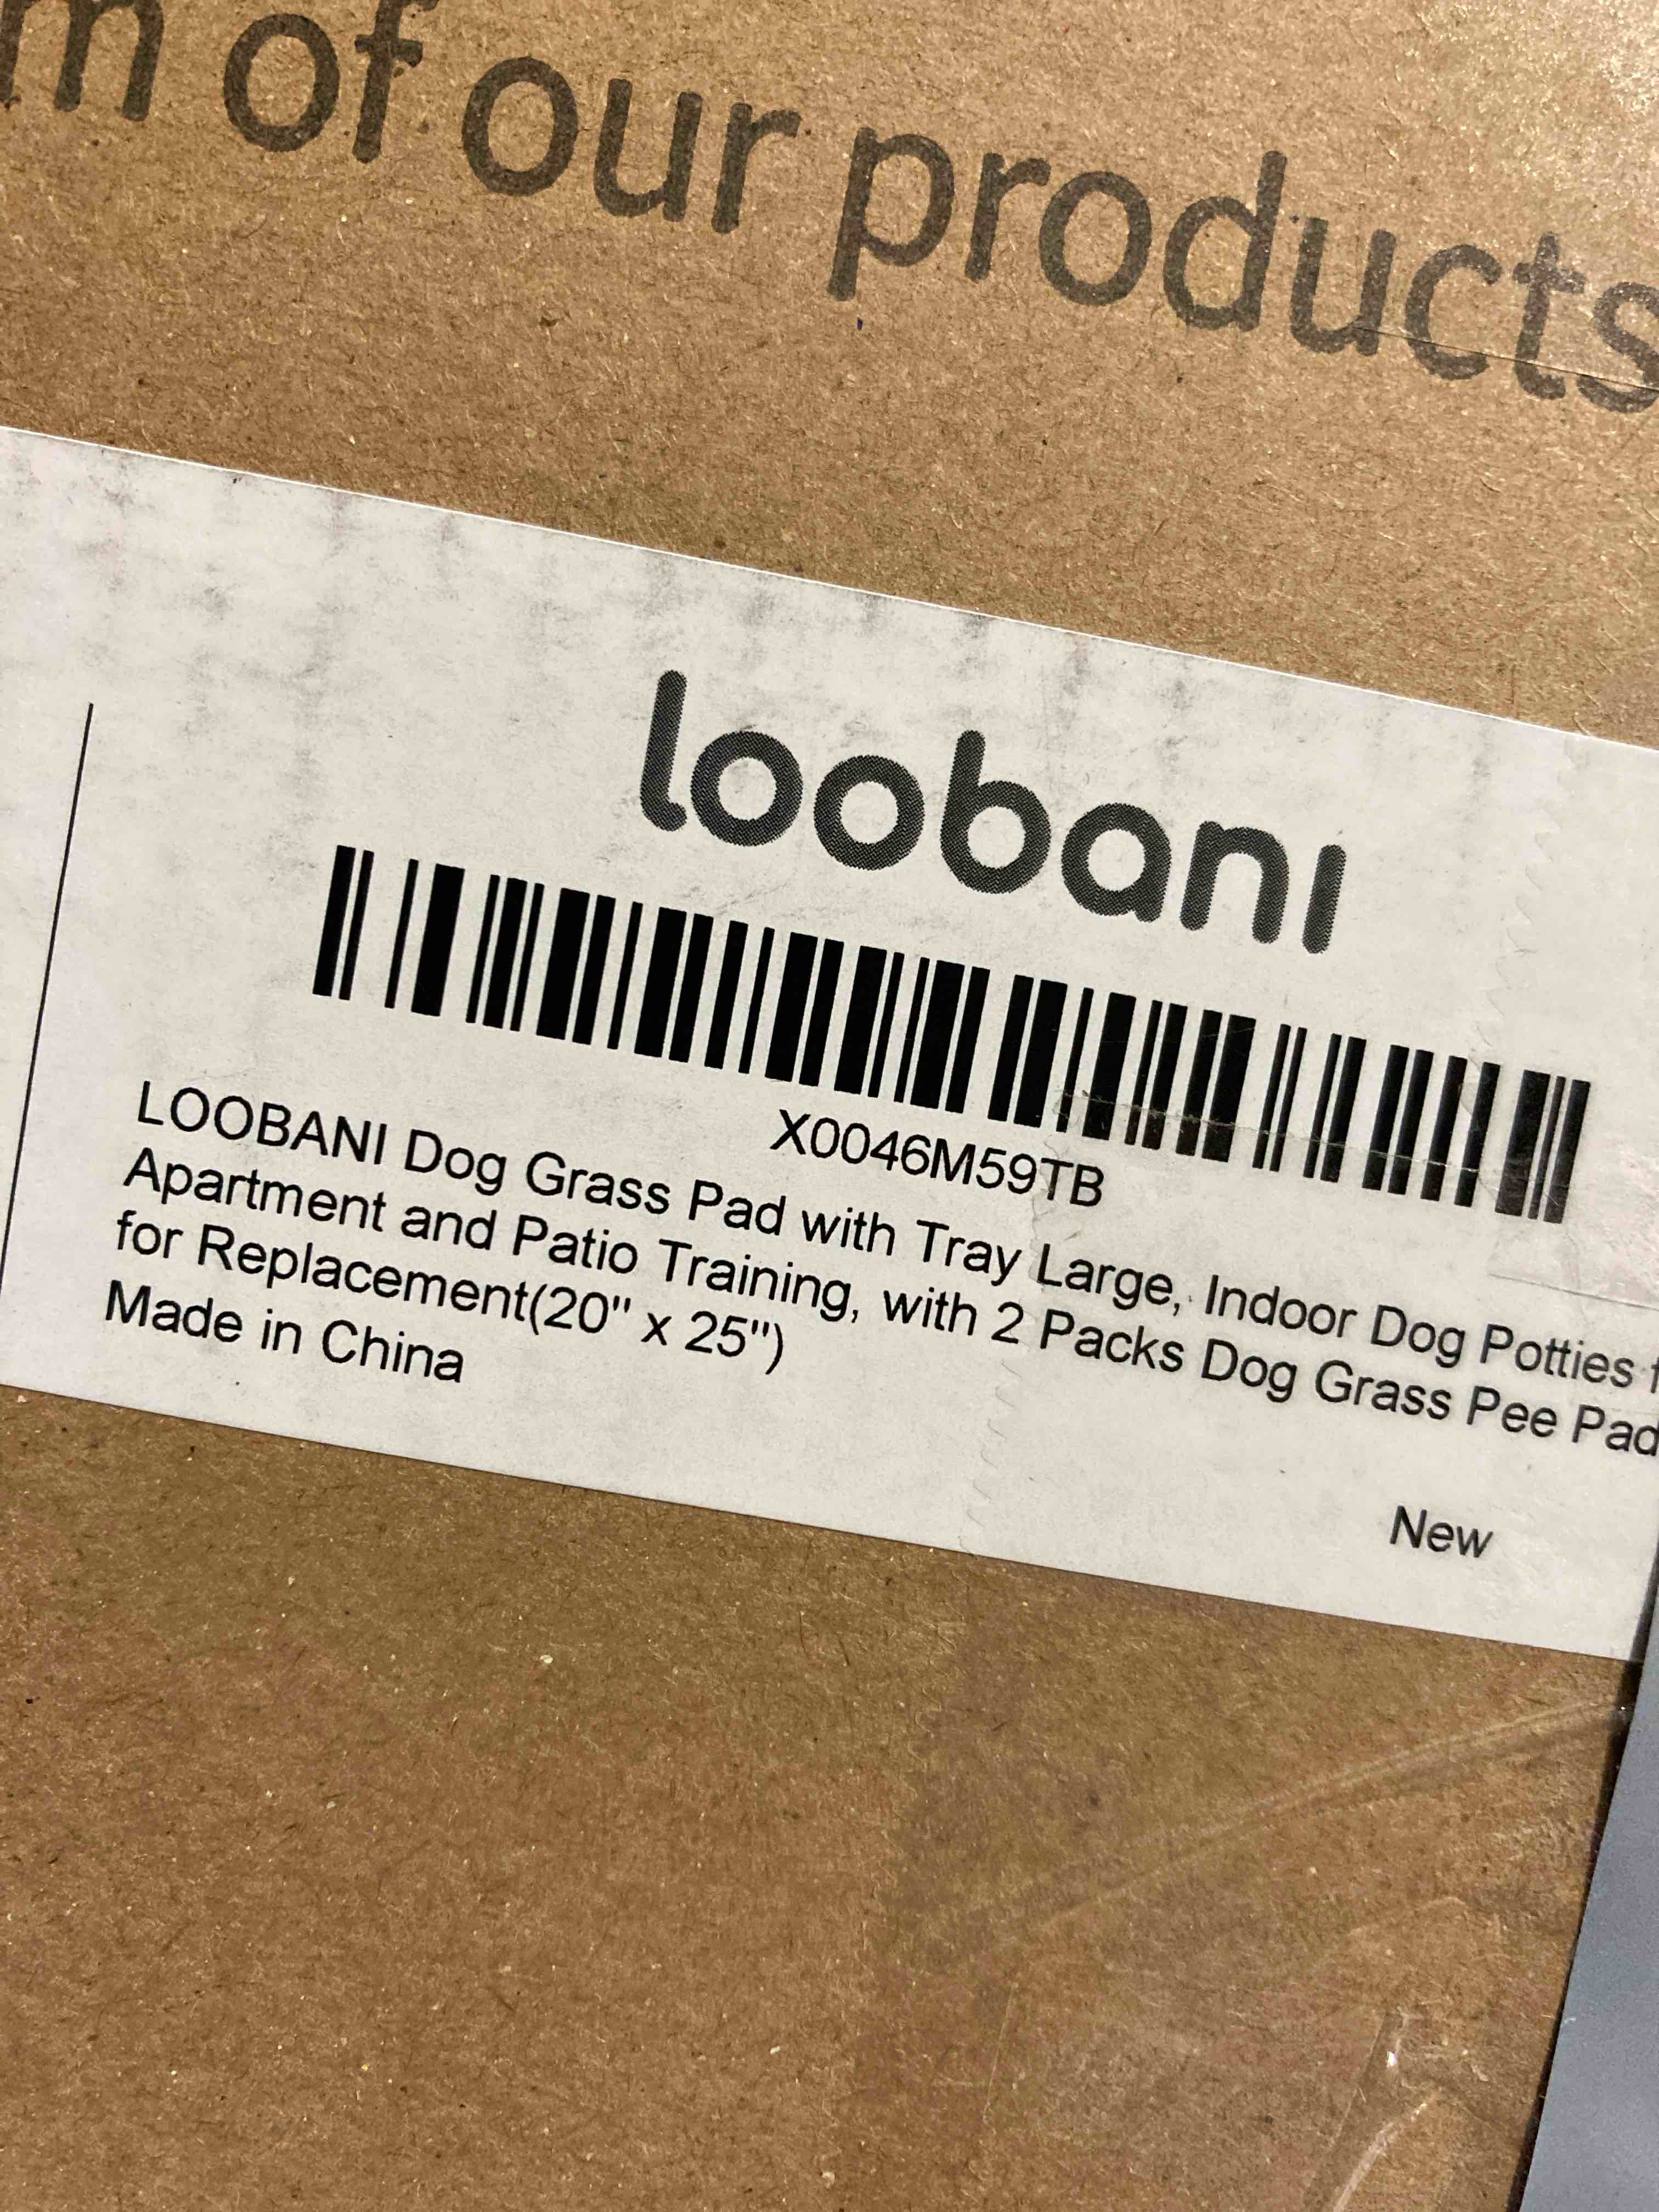 of our products
loobani
X0046M59TB
LOOBANI Dog Grass Pad with Tray Large, Indoor Dog Potties
Apartment and Patio Training, with 2 Packs Dog Grass Pee Pad
for Replacement(20" x 25")
Made in China
New